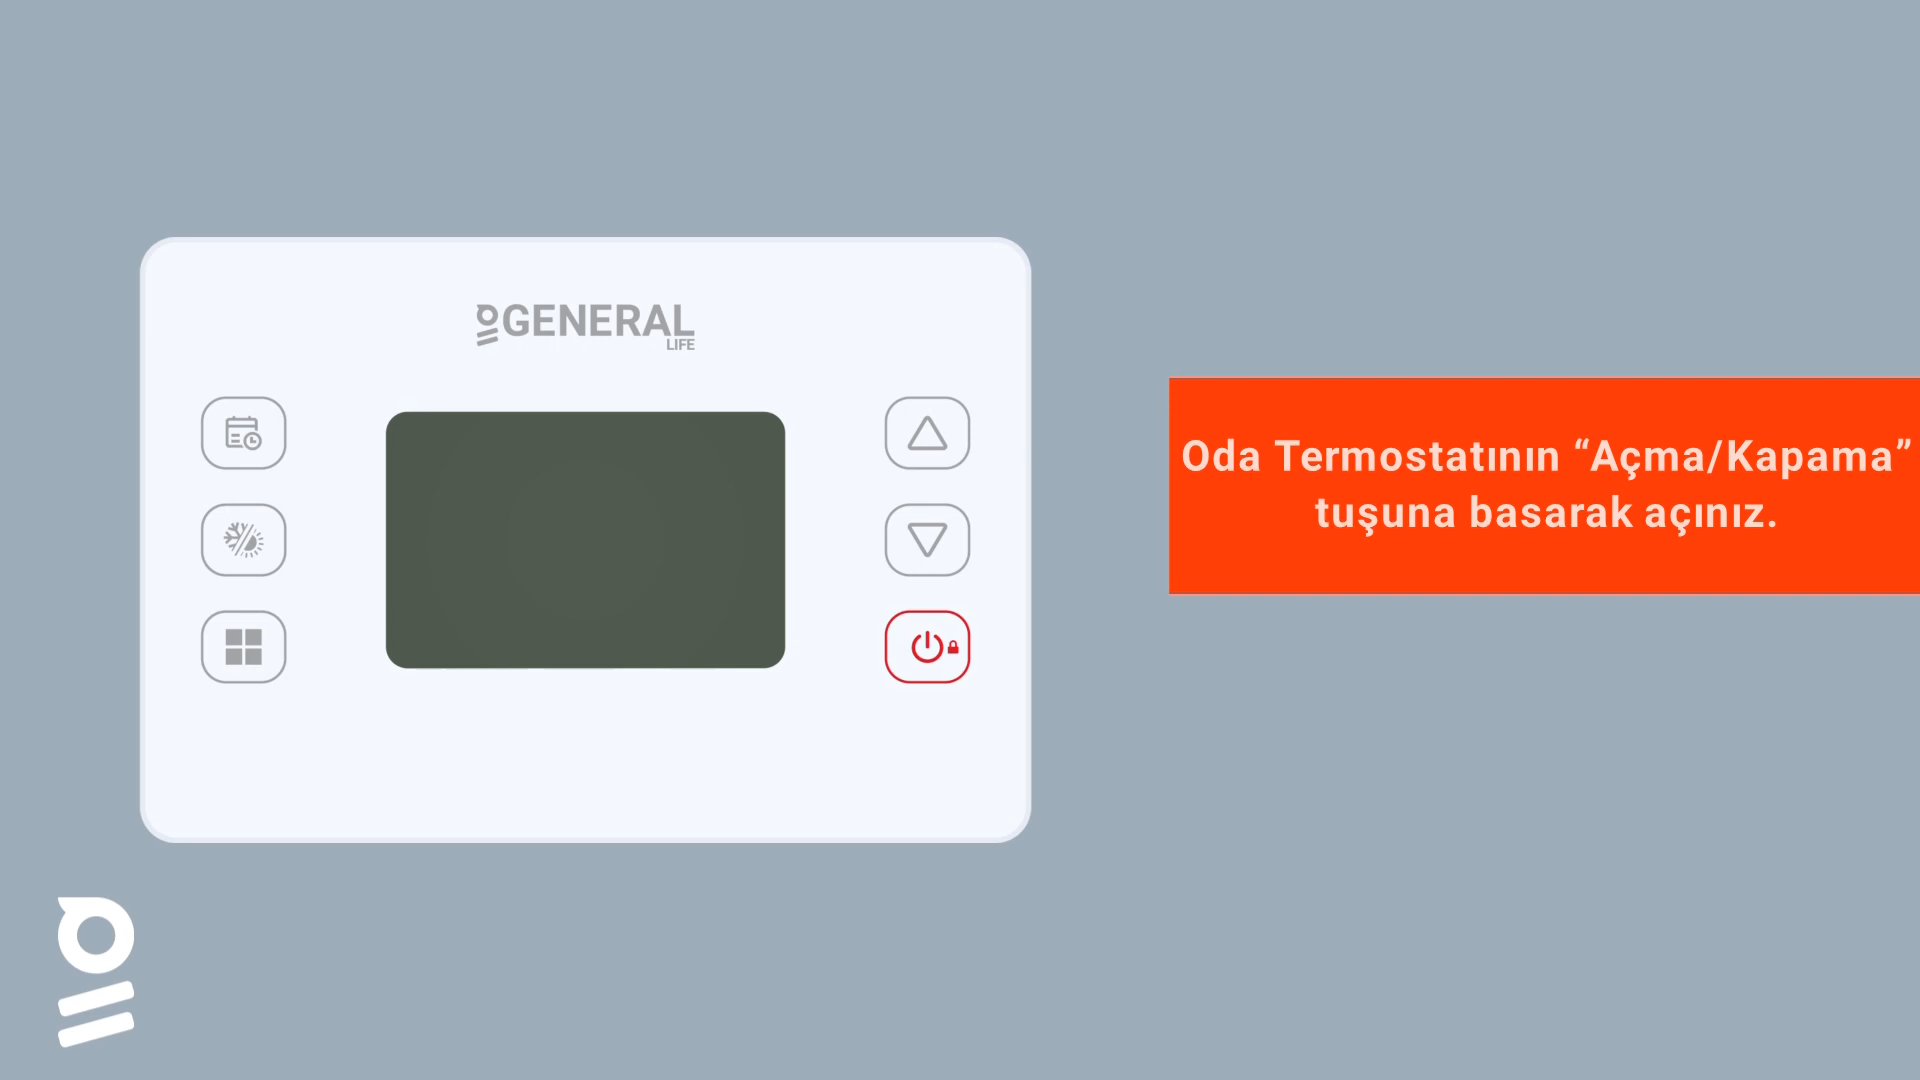 GENERAL
LIFE
Oda Termostatının “Açma/Kapama”
tuşuna basarak açınız.